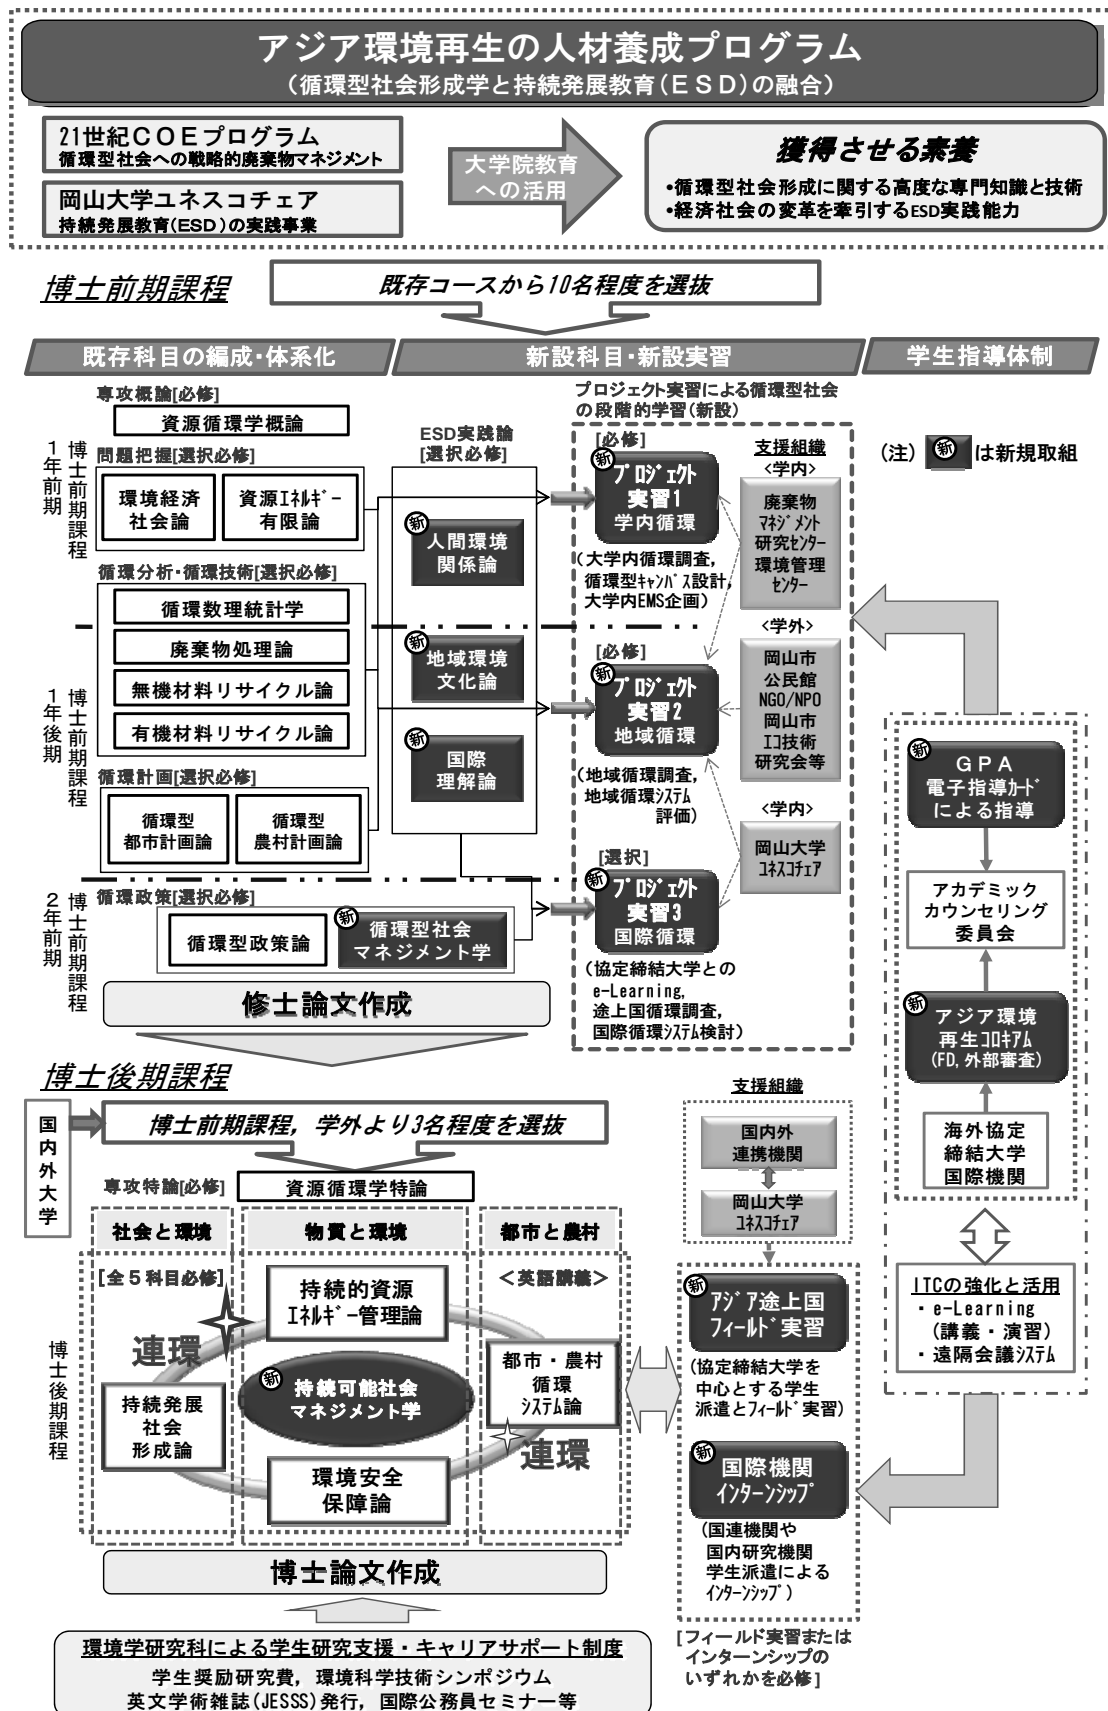 アジア環境再生の人材養成プログラム
(循環型社会形成学と持続発展教育(ESD)の融合)
21世紀COEプログラム
循環型社会への戦略的廃棄物マネジメント
岡山大学ユネスコチェア
持続発展教育(ESD)の実践事業
大学院教育
への活用
獲得させる素養
•循環型社会形成に関する高度な専門知識と技術
•経済社会の変革を牽引するESD実践能力
博士前期課程
既存コースから10名程度を選抜
既存科目の編成・体系化
新設科目・新設実習
学生指導体制
博士前期課程
1年前期
専攻概論[必修]
資源循環学概論
問題把握[選択必修]
環境経済
社会論
資源エネルギー
有限論
循環分析・循環技術[選択必修]
循環数理統計学
廃棄物処理論
無機材料リサイクル論
有機材料リサイクル論
博士前期課程
1年後期
循環計画[選択必修]
循環型
都市計画論
循環型
農村計画論
博士前期課程
2年前期
循環政策[選択必修]
循環型政策論
新
循環型社会
マネジメント学
修士論文作成
ESD実践論
[選択必修]
新
人間環境
関係論
新
地域環境
文化論
新
国際
理解論
プロジェクト実習による循環型社会
の段階的学習(新設)
[必修]
新
プロジェクト
実習1
学内循環
(大学内循環調査,
循環型キャンパス設計,
大学内EMS企画)
[必修]
新
プロジェクト
実習2
地域循環
(地域循環調査,
地域循環システム
評価)
[選択]
新
プロジェクト
実習3
国際循環
(協定締結大学との
e-Learning,
途上国循環調査,
国際循環システム検討)
支援組織
<学内>
廃棄物
マネジメント
研究センター
環境管理
センター
<学外>
岡山市
公民館
NGO/NPO
岡山市
エコ技術
研究会等
<学内>
岡山大学
ユネスコチェア
(注) 新 は新規取組
新
GPA
電子指導カード
による指導
アカデミック
カウンセリング
委員会
新
アジア環境
再生コロキアム
(FD,外部審査)
海外協定
締結大学
国際機関
ITCの強化と活用
・e-Learning
(講義・演習)
・遠隔会議システム
博士後期課程
国内外大学
博士前期課程，学外より3名程度を選抜
専攻特論[必修]
資源循環学特論
社会と環境
物質と環境
都市と農村
博士後期課程
[全5科目必修]
<英語講義>
連環
持続的資源
エネルギー管理論
新
持続可能社会
マネジメント学
持続発展
社会
形成論
都市・農村
循環
システム論
連環
環境安全
保障論
博士論文作成
環境学研究科による学生研究支援・キャリアサポート制度
学生奨励研究費，環境科学技術シンポジウム
英文学術雑誌(JESSS)発行，国際公務員セミナー等
支援組織
国内外
連携機関
岡山大学
ユネスコチェア
新
アジア途上国
フィールド実習
(協定締結大学を
中心とする学生
派遣とフィールド実習)
新
国際機関
インターンシップ
(国連機関や
国内研究機関
学生派遣による
インターンシップ)
[フィールド実習または
インターンシップの
いずれかを必修]